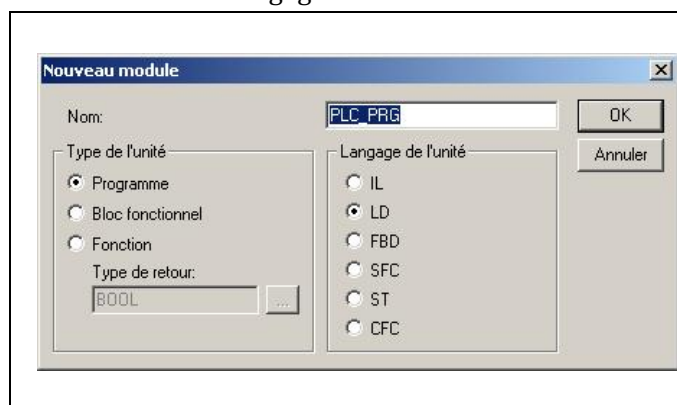 Nouveau module
Nom:
PLC_PRG
OK
Annuler
Type de l'unité
Programme
Bloc fonctionnel
Fonction
Type de retour:
BOOL
...
Langage de l'unité
IL
LD
FBD
SFC
ST
CFC